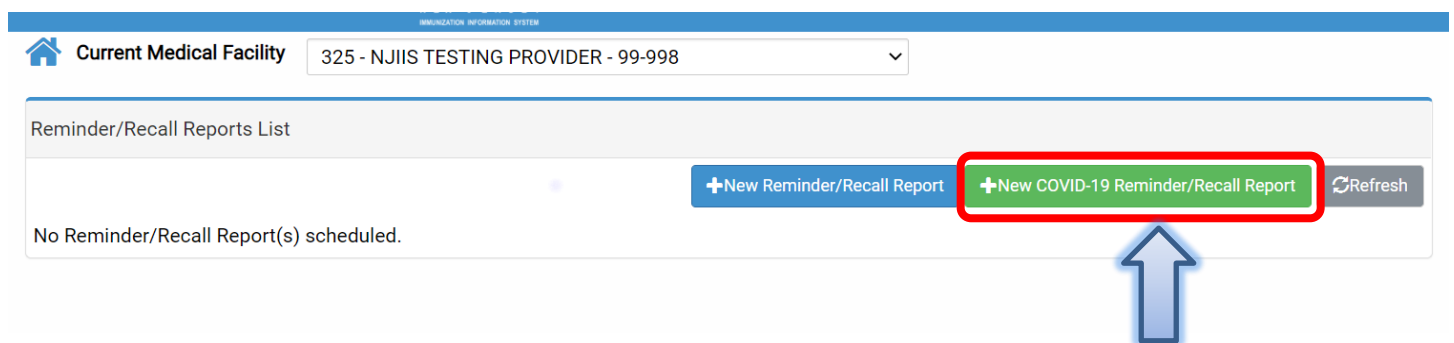 IMMUNIZATION INFORMATION SYSTEM
Current Medical Facility 325 - NJIIS TESTING PROVIDER - 99-998
Reminder/Recall Reports List
+New Reminder/Recall Report +New COVID-19 Reminder/Recall Report Refresh
No Reminder/Recall Report(s) scheduled.